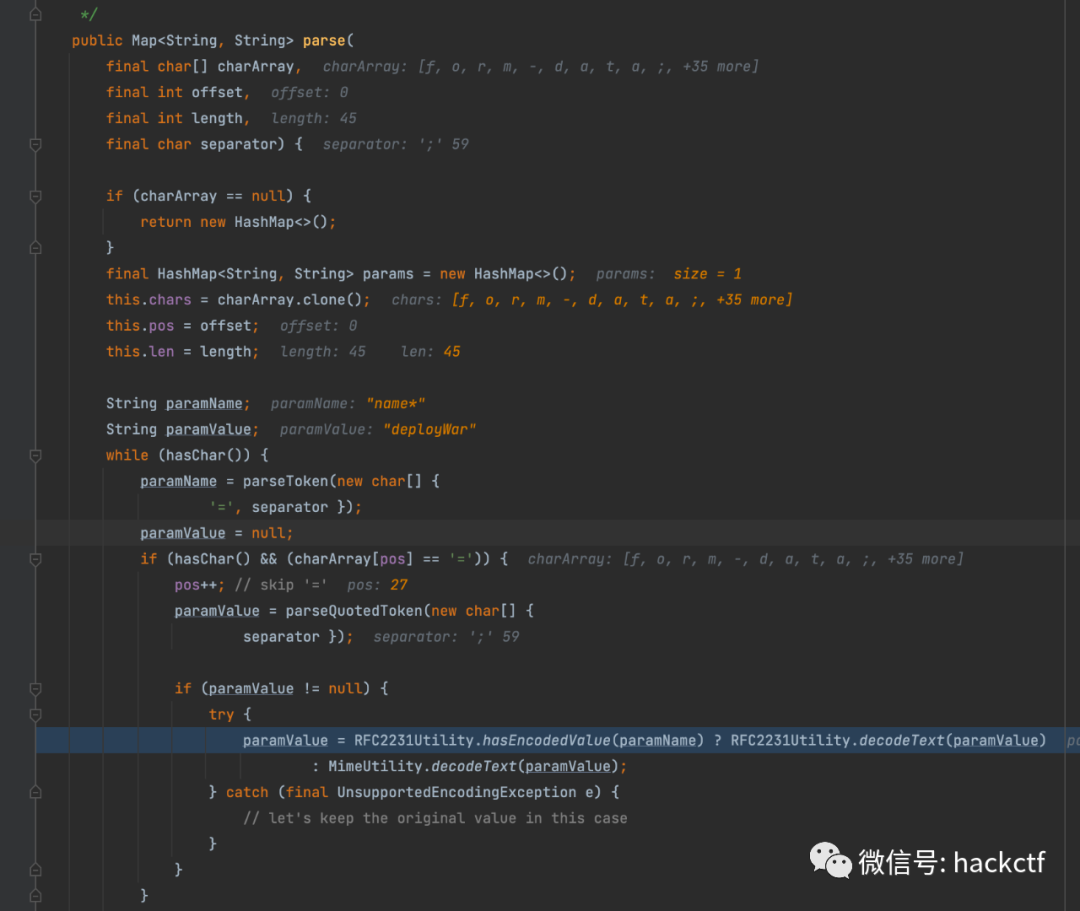 */
public Map<String, String> parse(
final char[] charArray, charArray: [f, o, r, m, -, d, a, t, a, ;, +35 more]
final int offset, offset: 0
final int length, length: 45
final char separator) { separator: ';' 59
if (charArray == null) {
return new HashMap<>();
}
final HashMap<String, String> params = new HashMap<>(); params: size = 1
this.chars = charArray.clone(); chars: [f, o, r, m, -, d, a, t, a, ;, +35 more]
this.pos = offset; offset: 0
this.len = length; length: 45 len: 45
String paramName; paramName: "name*"
String paramValue; paramValue: "deployWar"
while (hasChar()) {
paramName = parseToken(new char[] {
'=', separator });
paramValue = null;
if (hasChar() && (charArray[pos] == '=')) { charArray: [f, o, r, m, -, d, a, t, a, ;, +35 more]
pos++; // skip '=' pos: 27
paramValue = parseQuotedToken(new char[] {
separator }); separator: ';' 59
if (paramValue != null) {
try {
paramValue = RFC2231Utility.hasEncodedValue(paramName) ? RFC2231Utility.decodeText(paramValue)
: MimeUtility.decodeText(paramValue);
} catch (final UnsupportedEncodingException e) {
// let's keep the original value in this case
}
}
}
微信号: hackctf